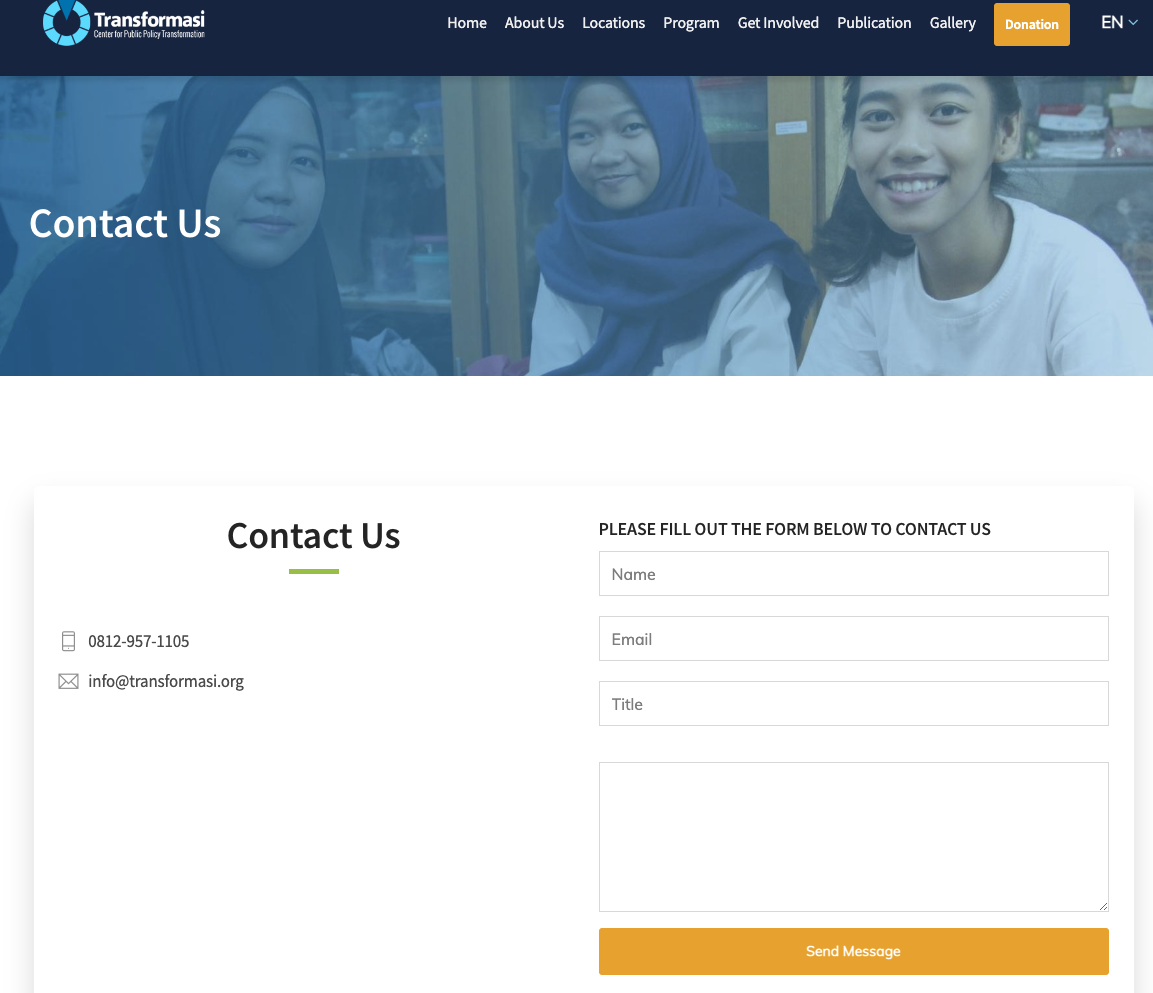 Transformasi
Center for Public Policy Transformation
Home About Us Locations Program Get Involved Publication Gallery Donation EN
Contact Us
Contact Us
0812-957-1105
info@transformasi.org
PLEASE FILL OUT THE FORM BELOW TO CONTACT US
Name
Email
Title
Send Message